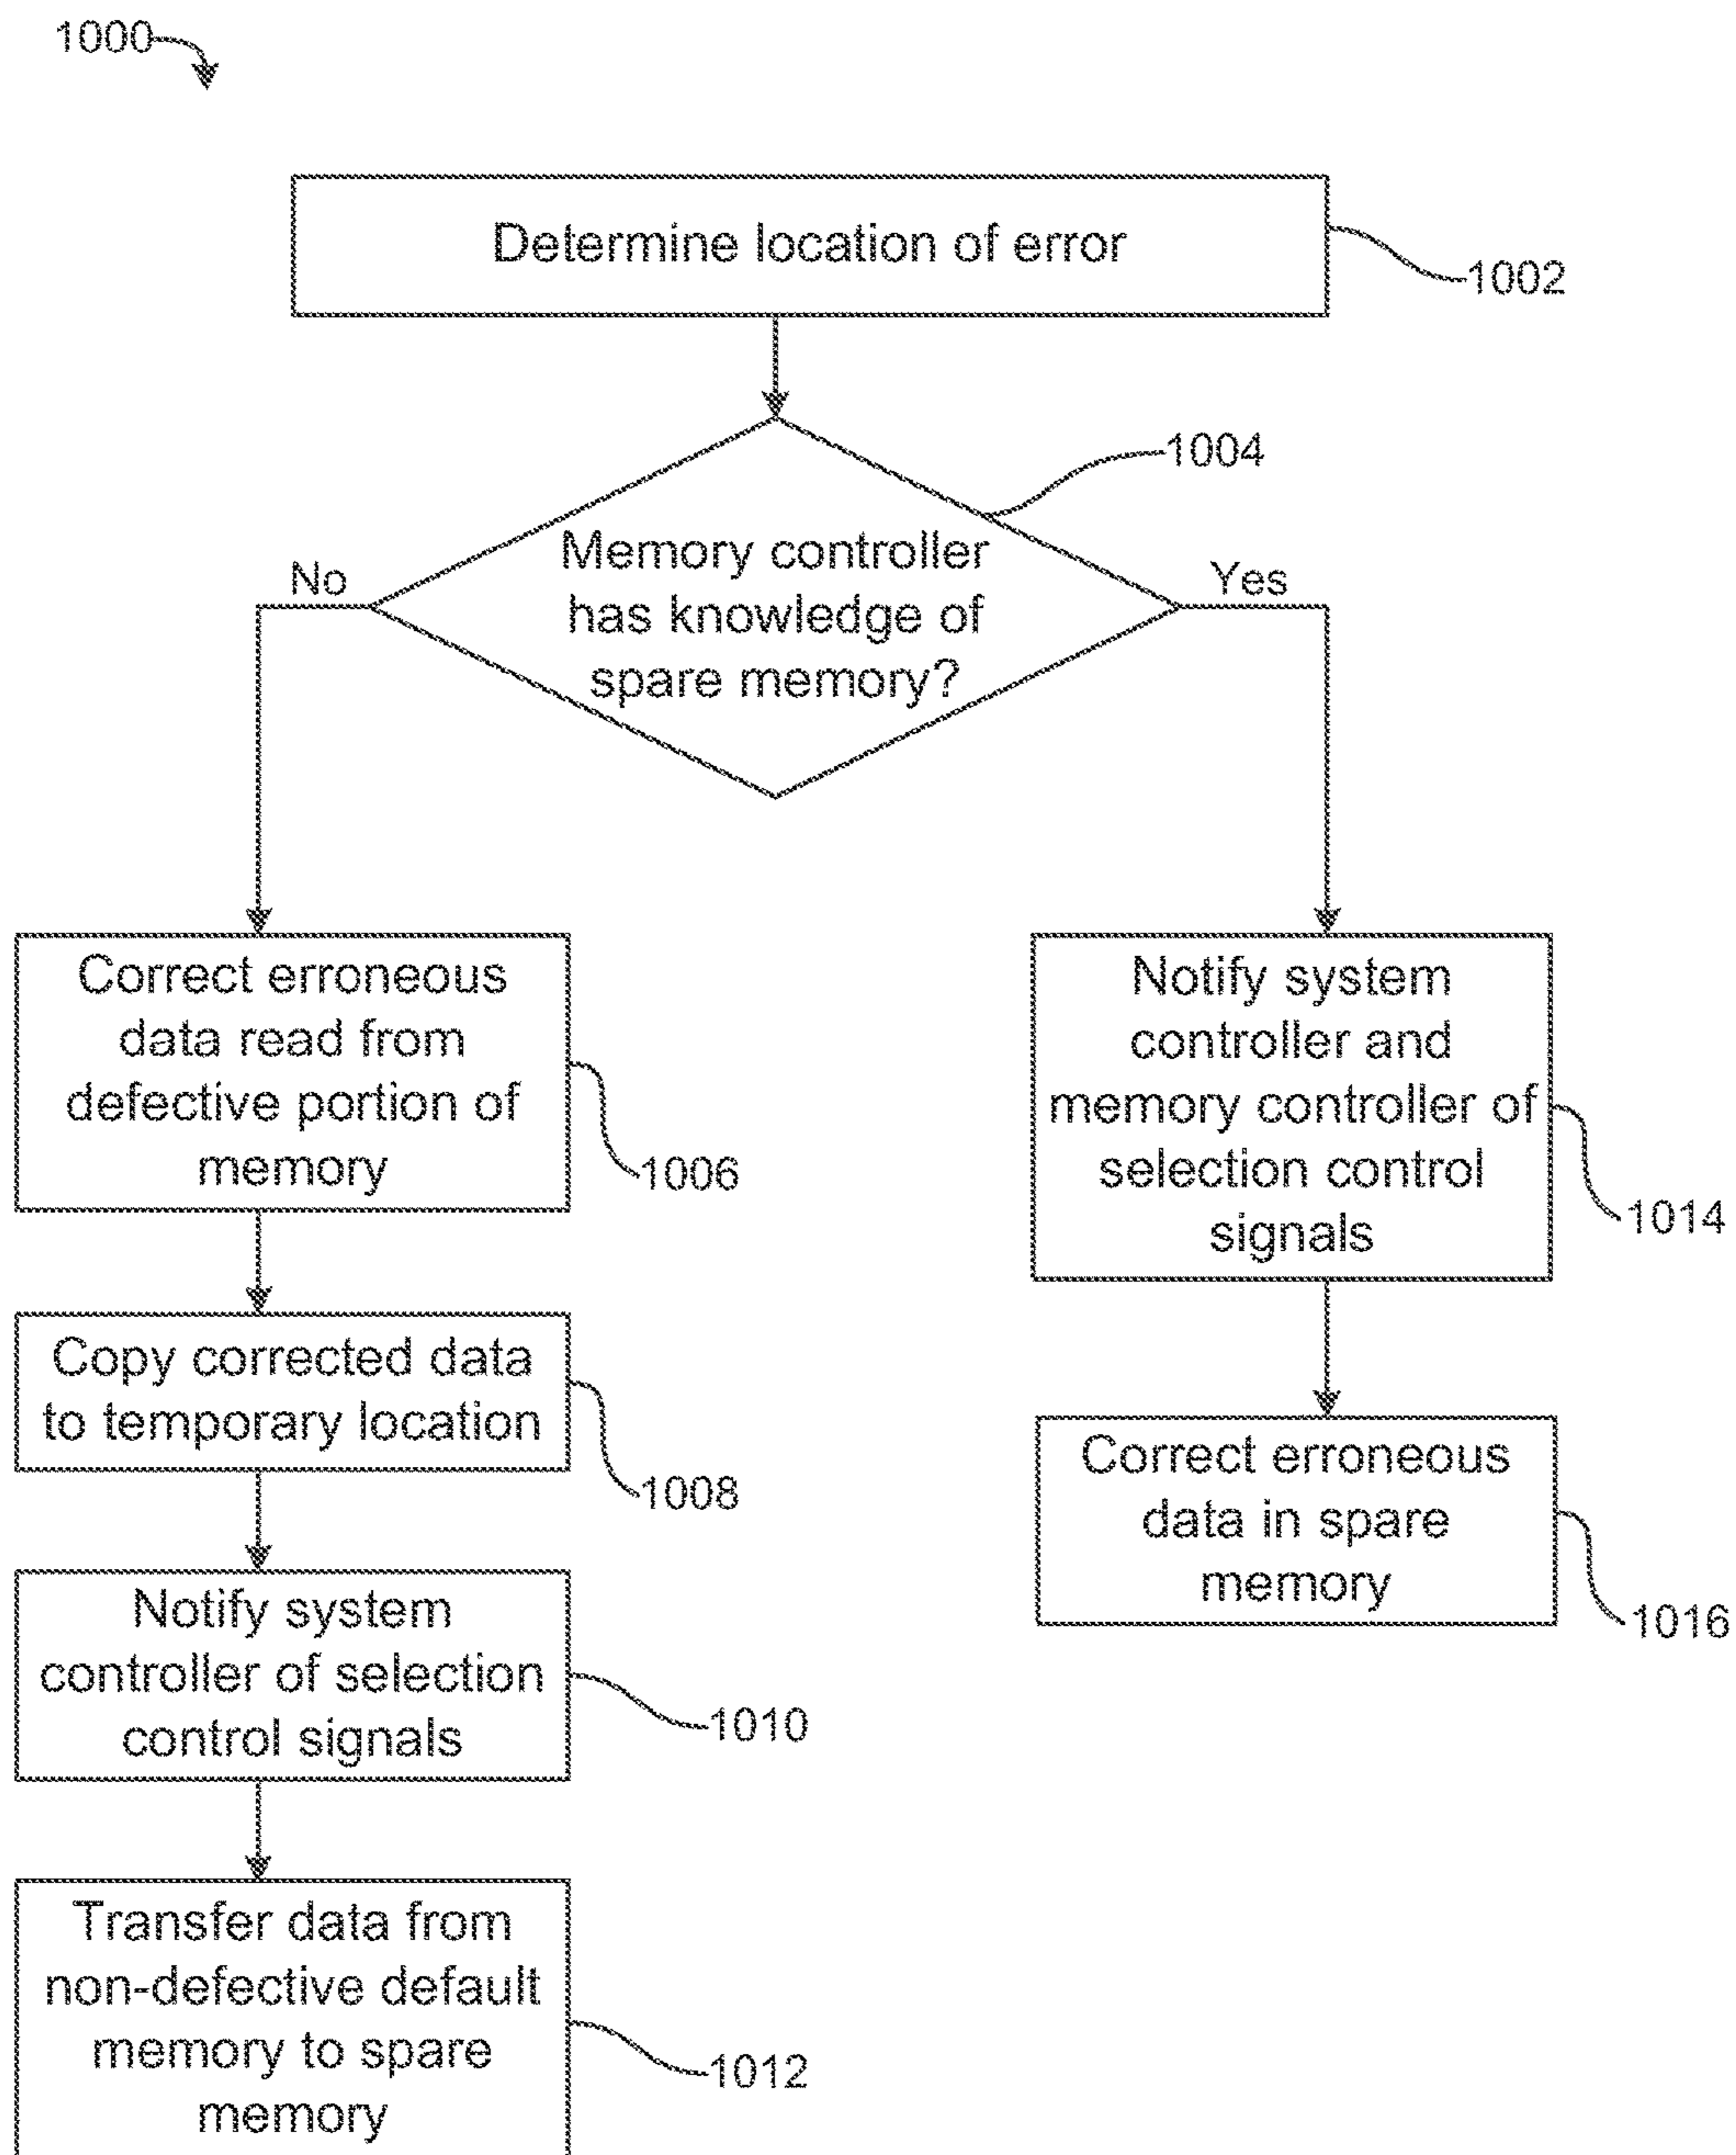 1000
Determine location of error
1002
1004
Memory controller
has knowledge of
spare memory?
No
Yes
Correct erroneous
data read from
defective portion of
memory
1006
Notify system
controller and
memory controller of
selection control
signals
1014
Copy corrected data
to temporary location
1008
Correct erroneous
data in spare
memory
1016
Notify system
controller of selection
control signals
1010
Transfer data from
non-defective default
memory to spare
memory
1012